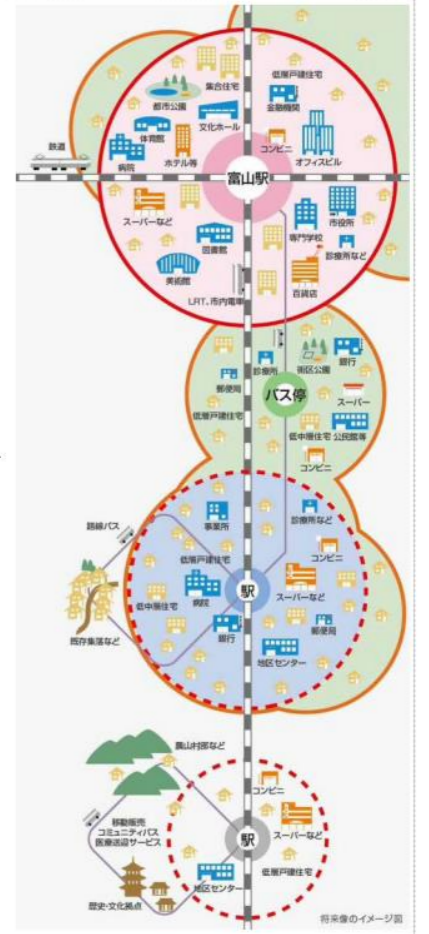 集合住宅
低層戸建住宅
都市公園
金融機関
文化ホール
体育館
コンビニ
鉄道
病院
ホテル等
オフィスビル
富山駅
スーパーなど
市役所
専門学校
図書館
診療所など
美術館
百貨店
LRT、市内電車
診療所
街区公園
銀行
郵便局
バス停
スーパー
低層戸建住宅
低中層住宅
公民館等
コンビニ
事業所
診療所など
路線バス
低層戸建住宅
コンビニ
駅
低中層住宅
病院
スーパーなど
既存集落など
銀行
郵便局
地区センター
農山村部など
コンビニ
移動販売
コミュニティバス
医療送迎サービス
駅
スーパーなど
地区センター
低層戸建住宅
歴史・文化拠点
将来像のイメージ図